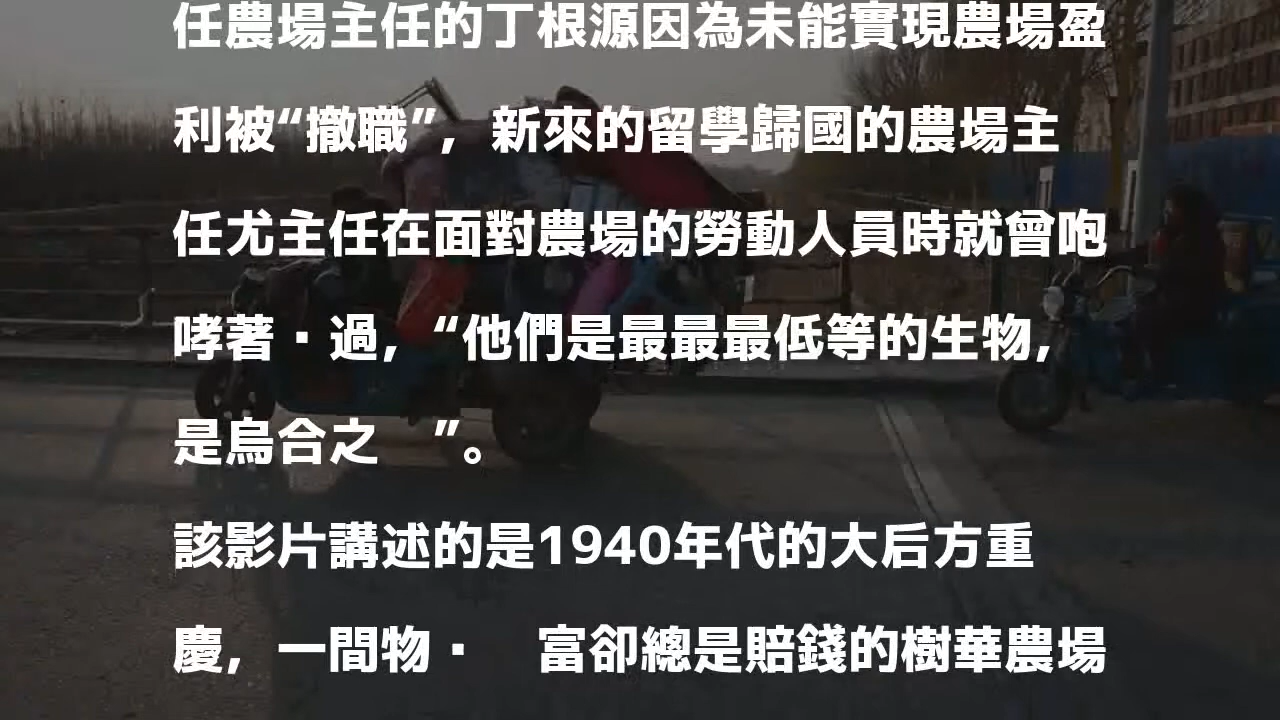 任農場主任的丁根源因為未能實現農場盈
利被“撤職”，新來的留學歸國的農場主
任尤主任在面對農場的勞動人員時就曾咆
哮著·過，“他們是最最最低等的生物，
是烏合之　”。
該影片講述的是1940年代的大后方重
慶，一間物·　富卻總是賠錢的樹華農場